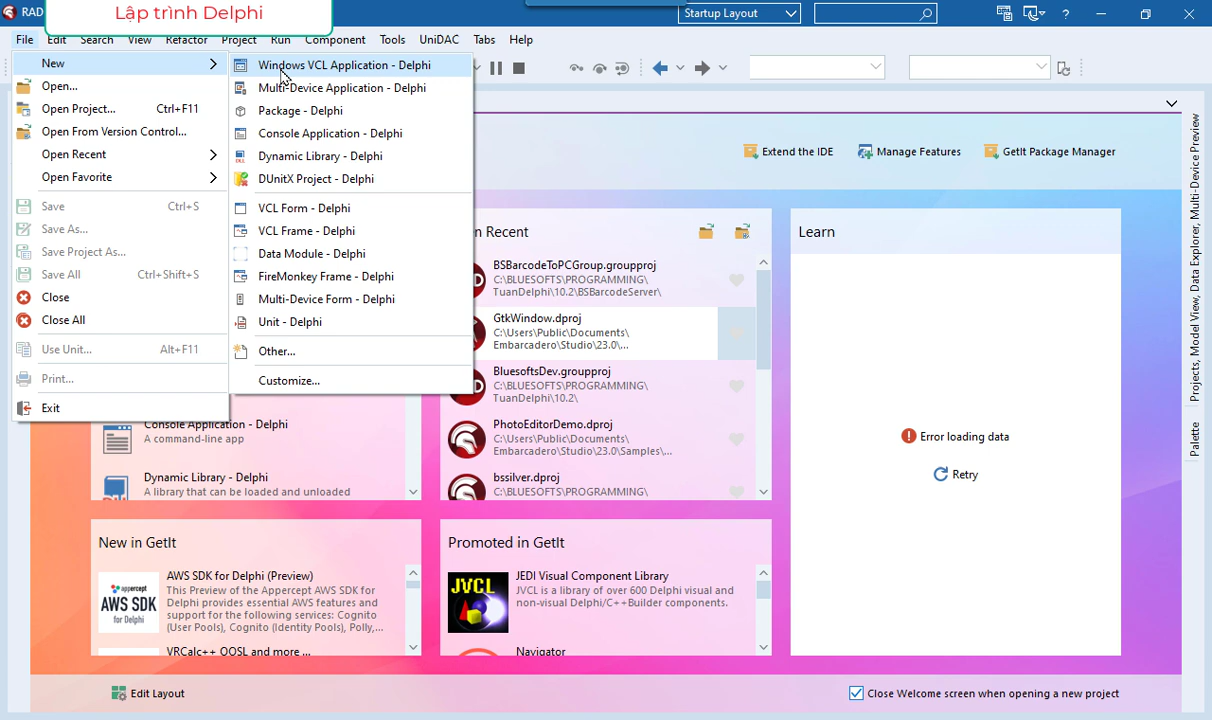 RAD
Lập trình Delphi
Startup Layout
?
File Edit Search View Refactor Project Run Component Tools UniDAC Tabs Help
New
Open...
Open Project... Ctrl+F11
Open From Version Control...
Open Recent
Open Favorite
Save Ctrl+S
Save As...
Save Project As...
Save All Ctrl+Shift+S
Close
Close All
Use Unit... Alt+F11
Print...
Exit
Windows VCL Application - Delphi
Multi-Device Application - Delphi
Package - Delphi
Console Application - Delphi
Dynamic Library - Delphi
DUnitX Project - Delphi
VCL Form - Delphi
VCL Frame - Delphi
Data Module - Delphi
FireMonkey Frame - Delphi
Multi-Device Form - Delphi
Unit - Delphi
Other...
Customize...
Extend the IDE
Manage Features
GetIt Package Manager
Console Application - Delphi
A command-line app
Dynamic Library - Delphi
A library that can be loaded and unloaded
n Recent
BSBarcodeToPCGroup.groupproj
C:\BLUESOFTS\PROGRAMMING\
TuanDelphi\10.2\BSBarcodeServer\
GtkWindow.dproj
C:\Users\Public\Documents\
Embarcadero\Studio\23.0\...
BluesoftsDev.groupproj
C:\BLUESOFTS\PROGRAMMING\
TuanDelphi\10.2\
PhotoEditorDemo.dproj
C:\Users\Public\Documents\
Embarcadero\Studio\23.0\Samples\...
bssilver.dproj
C:\BLUESOFTS\PROGRAMMING\
Learn
Error loading data
Retry
New in GetIt
appercept
AWS SDK
for Delphi
AWS SDK for Delphi (Preview)
This Preview of the Appercept AWS SDK for
Delphi provides essential AWS features and
support for the following services: Cognito
(User Pools), Cognito (Identity Pools), Polly,...
VRCalc++ OOSL and more ...
Promoted in GetIt
JVCL
JEDI Visual Component Library
JVCL is a library of over 600 Delphi visual and
non-visual Delphi/C++Builder components.
Navigator
Edit Layout
Close Welcome screen when opening a new project
Projects, Model View, Data Explorer, Multi-Device Preview
Palette